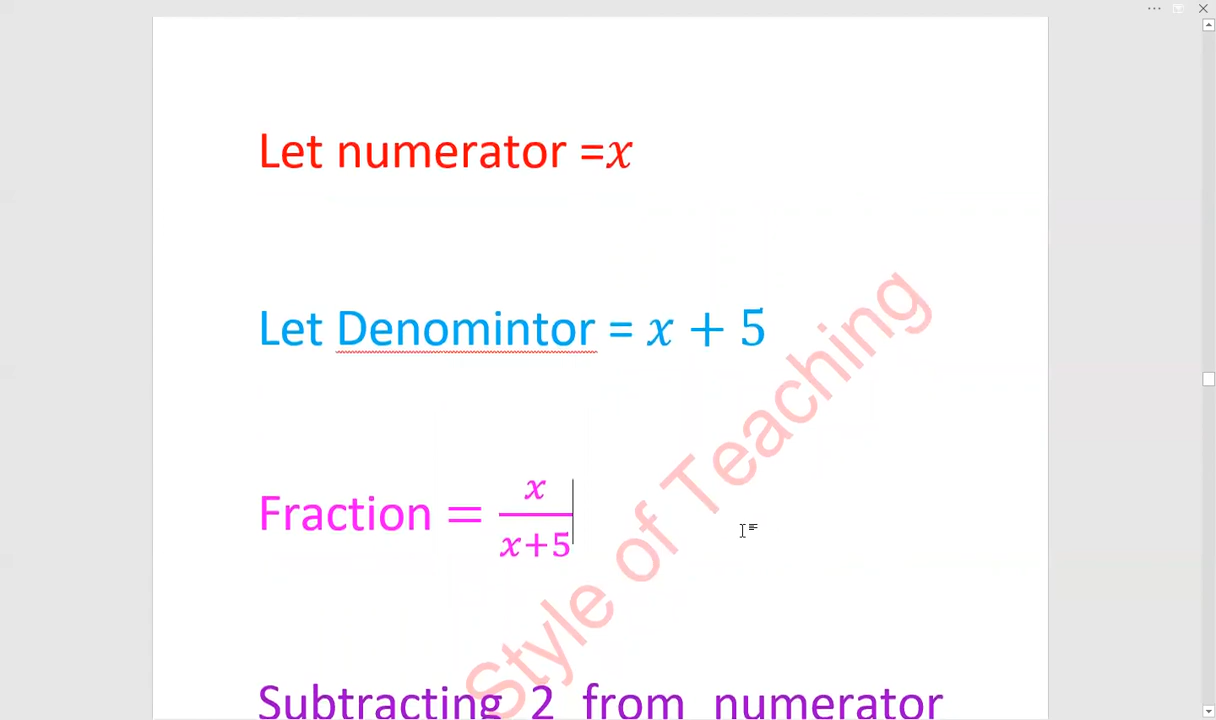 Let numerator =x
Let Denomintor = x + 5
Fraction = x/x+5
Subtracting 2 from numerator
Style of Teaching